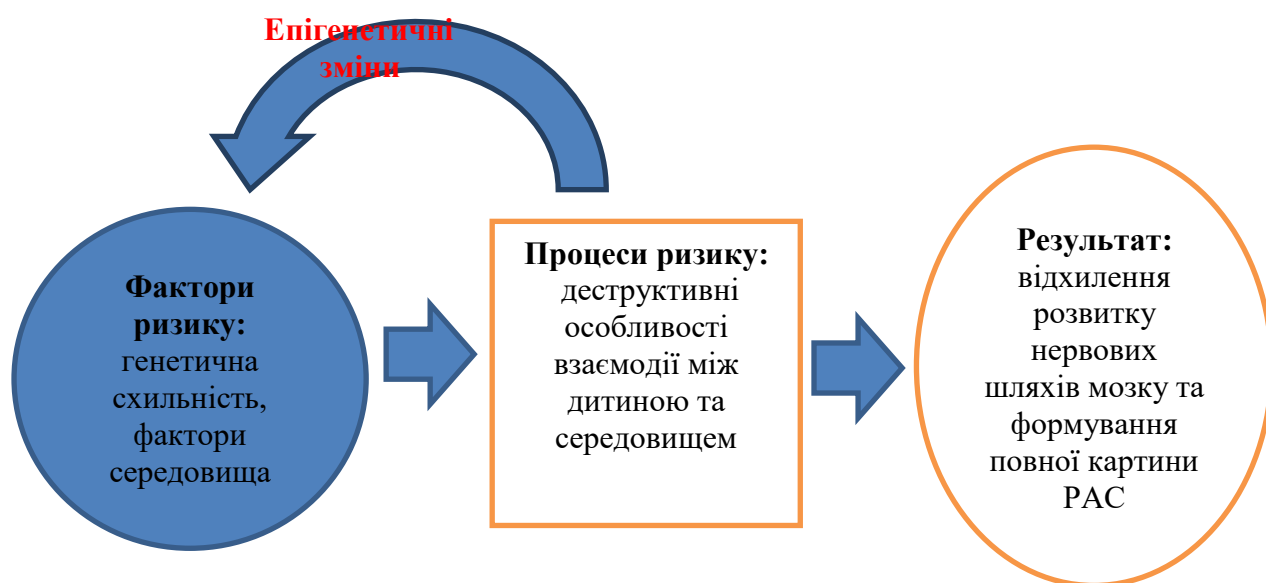 Епігенетичні
зміни
Фактори
ризику:
генетична
схильність,
фактори
середовища
Процеси ризику:
деструктивні
особливості
взаємодії між
дитиною та
середовищем
Результат:
відхилення
розвитку
нервових
шляхів мозку та
формування
повної картини
РАС